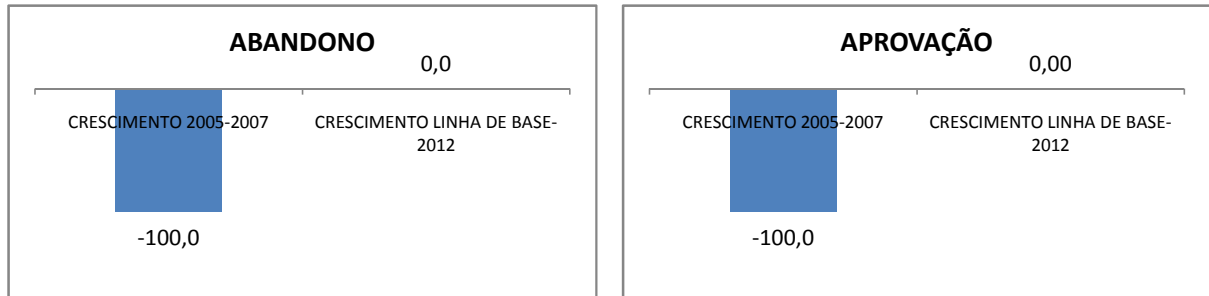 ABANDONO
0,0
CRESCIMENTO 2005-2007
CRESCIMENTO LINHA DE BASE-
2012
-100,0
APROVAÇÃO
0,00
CRESCIMENTO 2005-2007
CRESCIMENTO LINHA DE BASE-
2012
-100,0